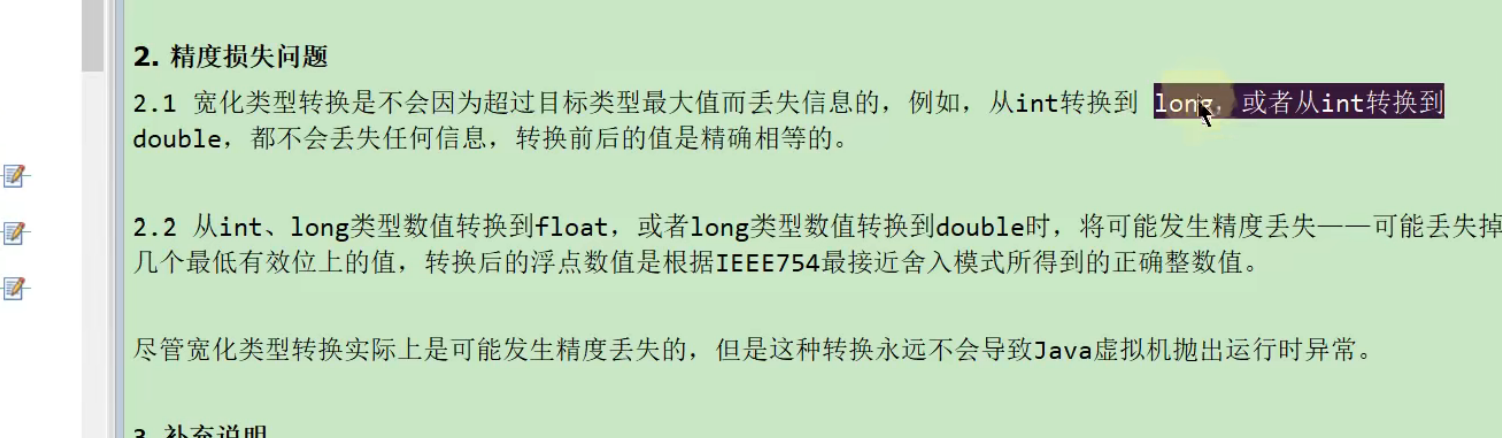 2. 精度损失问题
2.1 宽化类型转换是不会因为超过目标类型最大值而丢失信息的，例如，从int转换到 long，或者从int转换到
double，都不会丢失任何信息，转换前后的值是精确相等的。
2.2 从int、long类型数值转换到float，或者long类型数值转换到double时，将可能发生精度丢失——可能丢失掉
几个最低有效位上的值，转换后的浮点数值是根据IEEE754最接近舍入模式所得到的正确整数值。
尽管宽化类型转换实际上是可能发生精度丢失的，但是这种转换永远不会导致Java虚拟机抛出运行时异常。
3. 补充说明